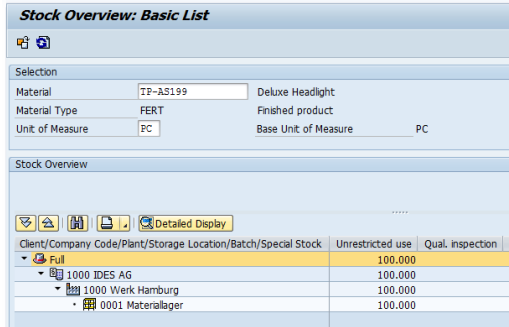 Stock Overview: Basic List
Selection
Material TP-AS199 Deluxe Headlight
Material Type FERT Finished product
Unit of Measure PC Base Unit of Measure PC
Stock Overview
Detailed Display
Client/Company Code/Plant/Storage Location/Batch/Special Stock Unrestricted use Qual. inspection
Full 100.000
1000 IDES AG 100.000
1000 Werk Hamburg 100.000
0001 Materiallager 100.000